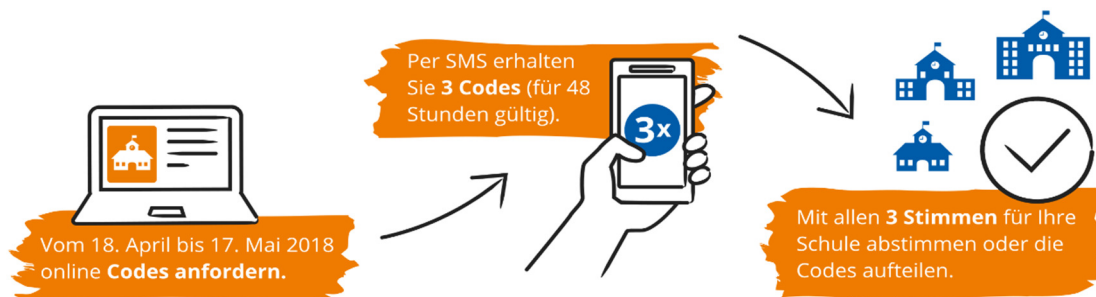 Vom 18. April bis 17. Mai 2018
online Codes anfordern.
Per SMS erhalten
Sie 3 Codes (für 48
Stunden gültig).
3x
Mit allen 3 Stimmen für Ihre
Schule abstimmen oder die
Codes aufteilen.